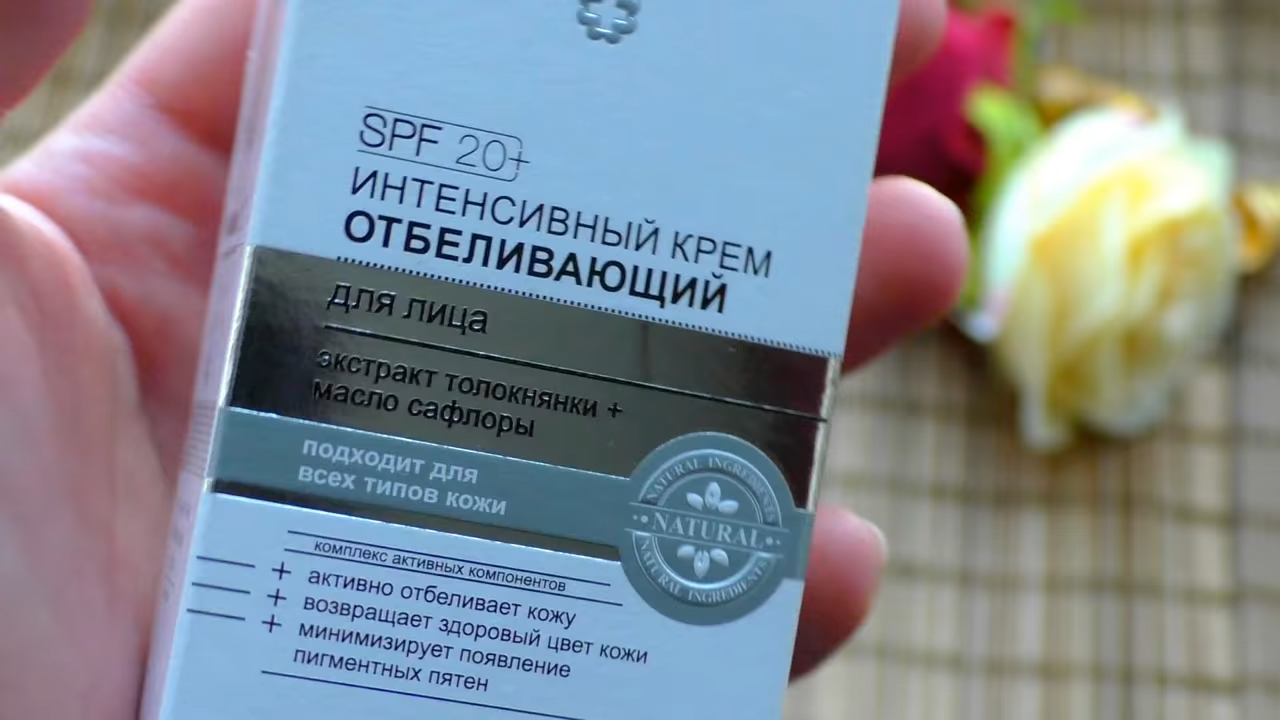 SPF 20+
ИНТЕНСИВНЫЙ КРЕМ
ОТБЕЛИВАЮЩИЙ
для лица
экстракт толокнянки +
масло сафлоры
подходит для
всех типов кожи
NATURAL INGREDIENTS
NATURAL
NATURAL INGREDIENTS
комплекс активных компонентов
+ активно отбеливает кожу
+ возвращает здоровый цвет кожи
+ минимизирует появление
пигментных пятен